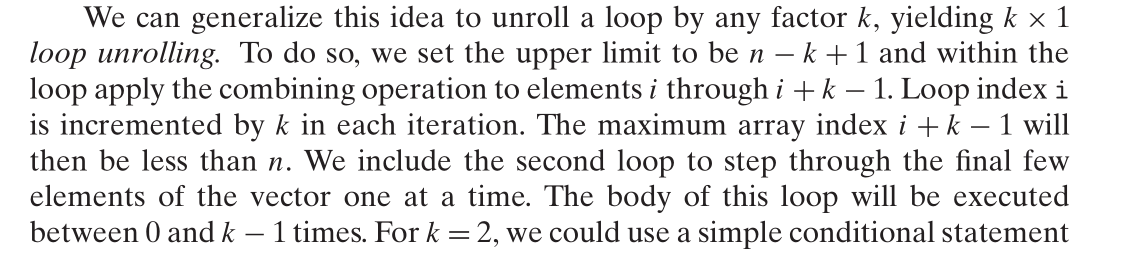 We can generalize this idea to unroll a loop by any factor k, yielding k × 1
loop unrolling. To do so, we set the upper limit to be n − k + 1 and within the
loop apply the combining operation to elements i through i + k − 1. Loop index i
is incremented by k in each iteration. The maximum array index i + k − 1 will
then be less than n. We include the second loop to step through the final few
elements of the vector one at a time. The body of this loop will be executed
between 0 and k − 1 times. For k = 2, we could use a simple conditional statement